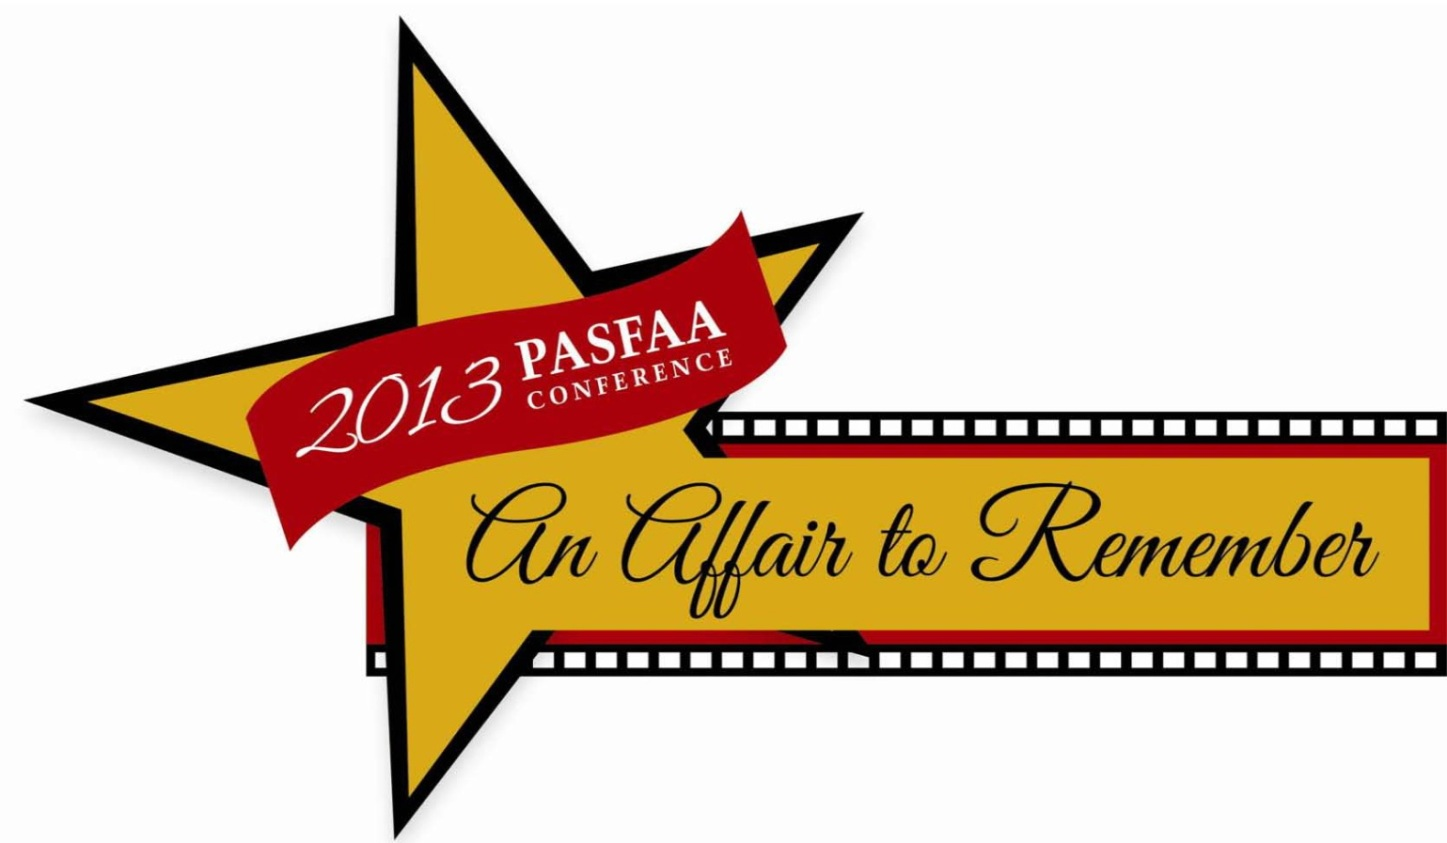 2013 PASFAA
CONFERENCE
An Affair to Remember